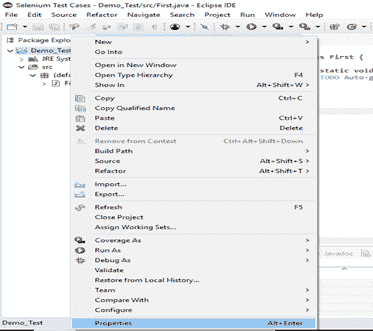 Selenium Test Cases - Demo_Test/src/First.java - Eclipse IDE
File Edit Source Refactor Navigate Search Project Run Window Help
Package Explo
Demo_Test
JRE Syst
src
(defa
New >
Go Into
Open in New Window
Open Type Hierarchy F4
Show In Alt+Shift+W >
Copy Ctrl+C
Copy Qualified Name
Paste Ctrl+V
Delete Delete
Remove from Context Ctrl+Alt+Shift+Down
Build Path >
Source Alt+Shift+S >
Refactor Alt+Shift+T >
Import...
Export...
Refresh F5
Close Project
Assign Working Sets...
Coverage As >
Run As >
Debug As >
Validate
Restore from Local History...
Team >
Compare With >
Configure >
Properties Alt+Enter
s First {
static void
TODO Auto-g
Javadoc
Demo_Test